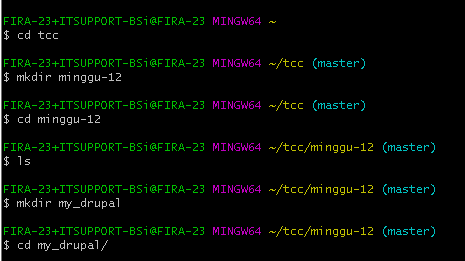 FIRA-23+ITSUPPORT-BSi@FIRA-23 MINGW64 ~
$ cd tcc
FIRA-23+ITSUPPORT-BSi@FIRA-23 MINGW64 ~/tcc (master)
$ mkdir minggu-12
FIRA-23+ITSUPPORT-BSi@FIRA-23 MINGW64 ~/tcc (master)
$ cd minggu-12
FIRA-23+ITSUPPORT-BSi@FIRA-23 MINGW64 ~/tcc/minggu-12 (master)
$ ls
FIRA-23+ITSUPPORT-BSi@FIRA-23 MINGW64 ~/tcc/minggu-12 (master)
$ mkdir my_drupal
FIRA-23+ITSUPPORT-BSi@FIRA-23 MINGW64 ~/tcc/minggu-12 (master)
$ cd my_drupal/